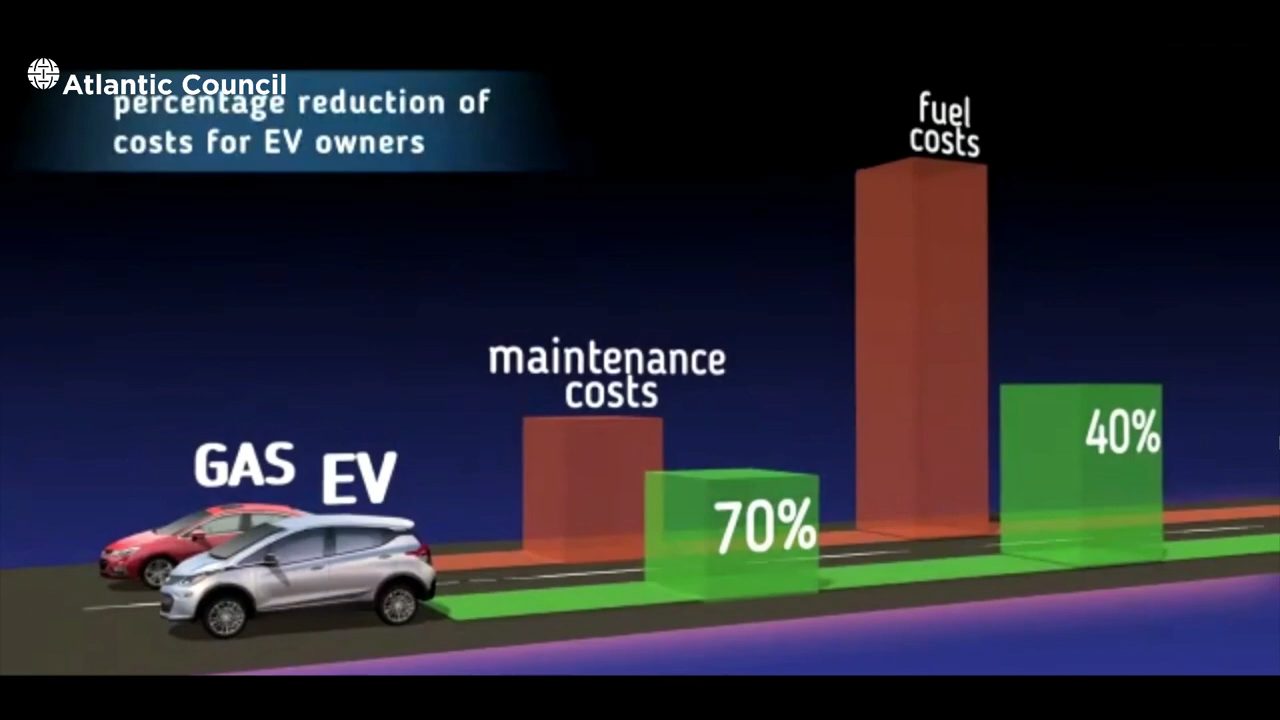 Atlantic Council
percentage reduction of
costs for EV owners
fuel
costs
maintenance
costs
40%
GAS
EV
70%